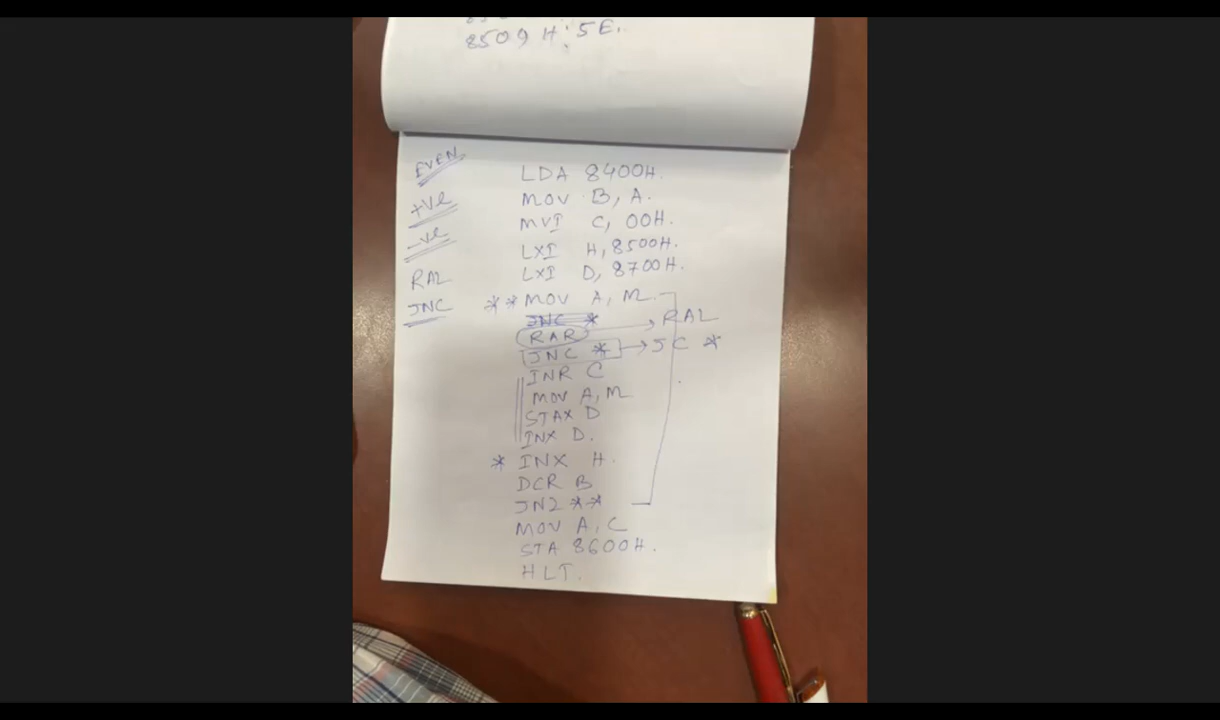 8509 H : 5E.
EVEN
+ve
-ve
RAL
JNC
LDA 8400H.
MOV B, A.
MVI C, 00H.
LXI H, 8500H.
LXI D, 8700H.
** MOV A, M.
JNC *
RAR → RAL
JNC * → JC *
INR C
MOV A, M
STAX D
INX D.
* INX H.
DCR B
JNZ **
MOV A, C
STA 8600H.
HLT.